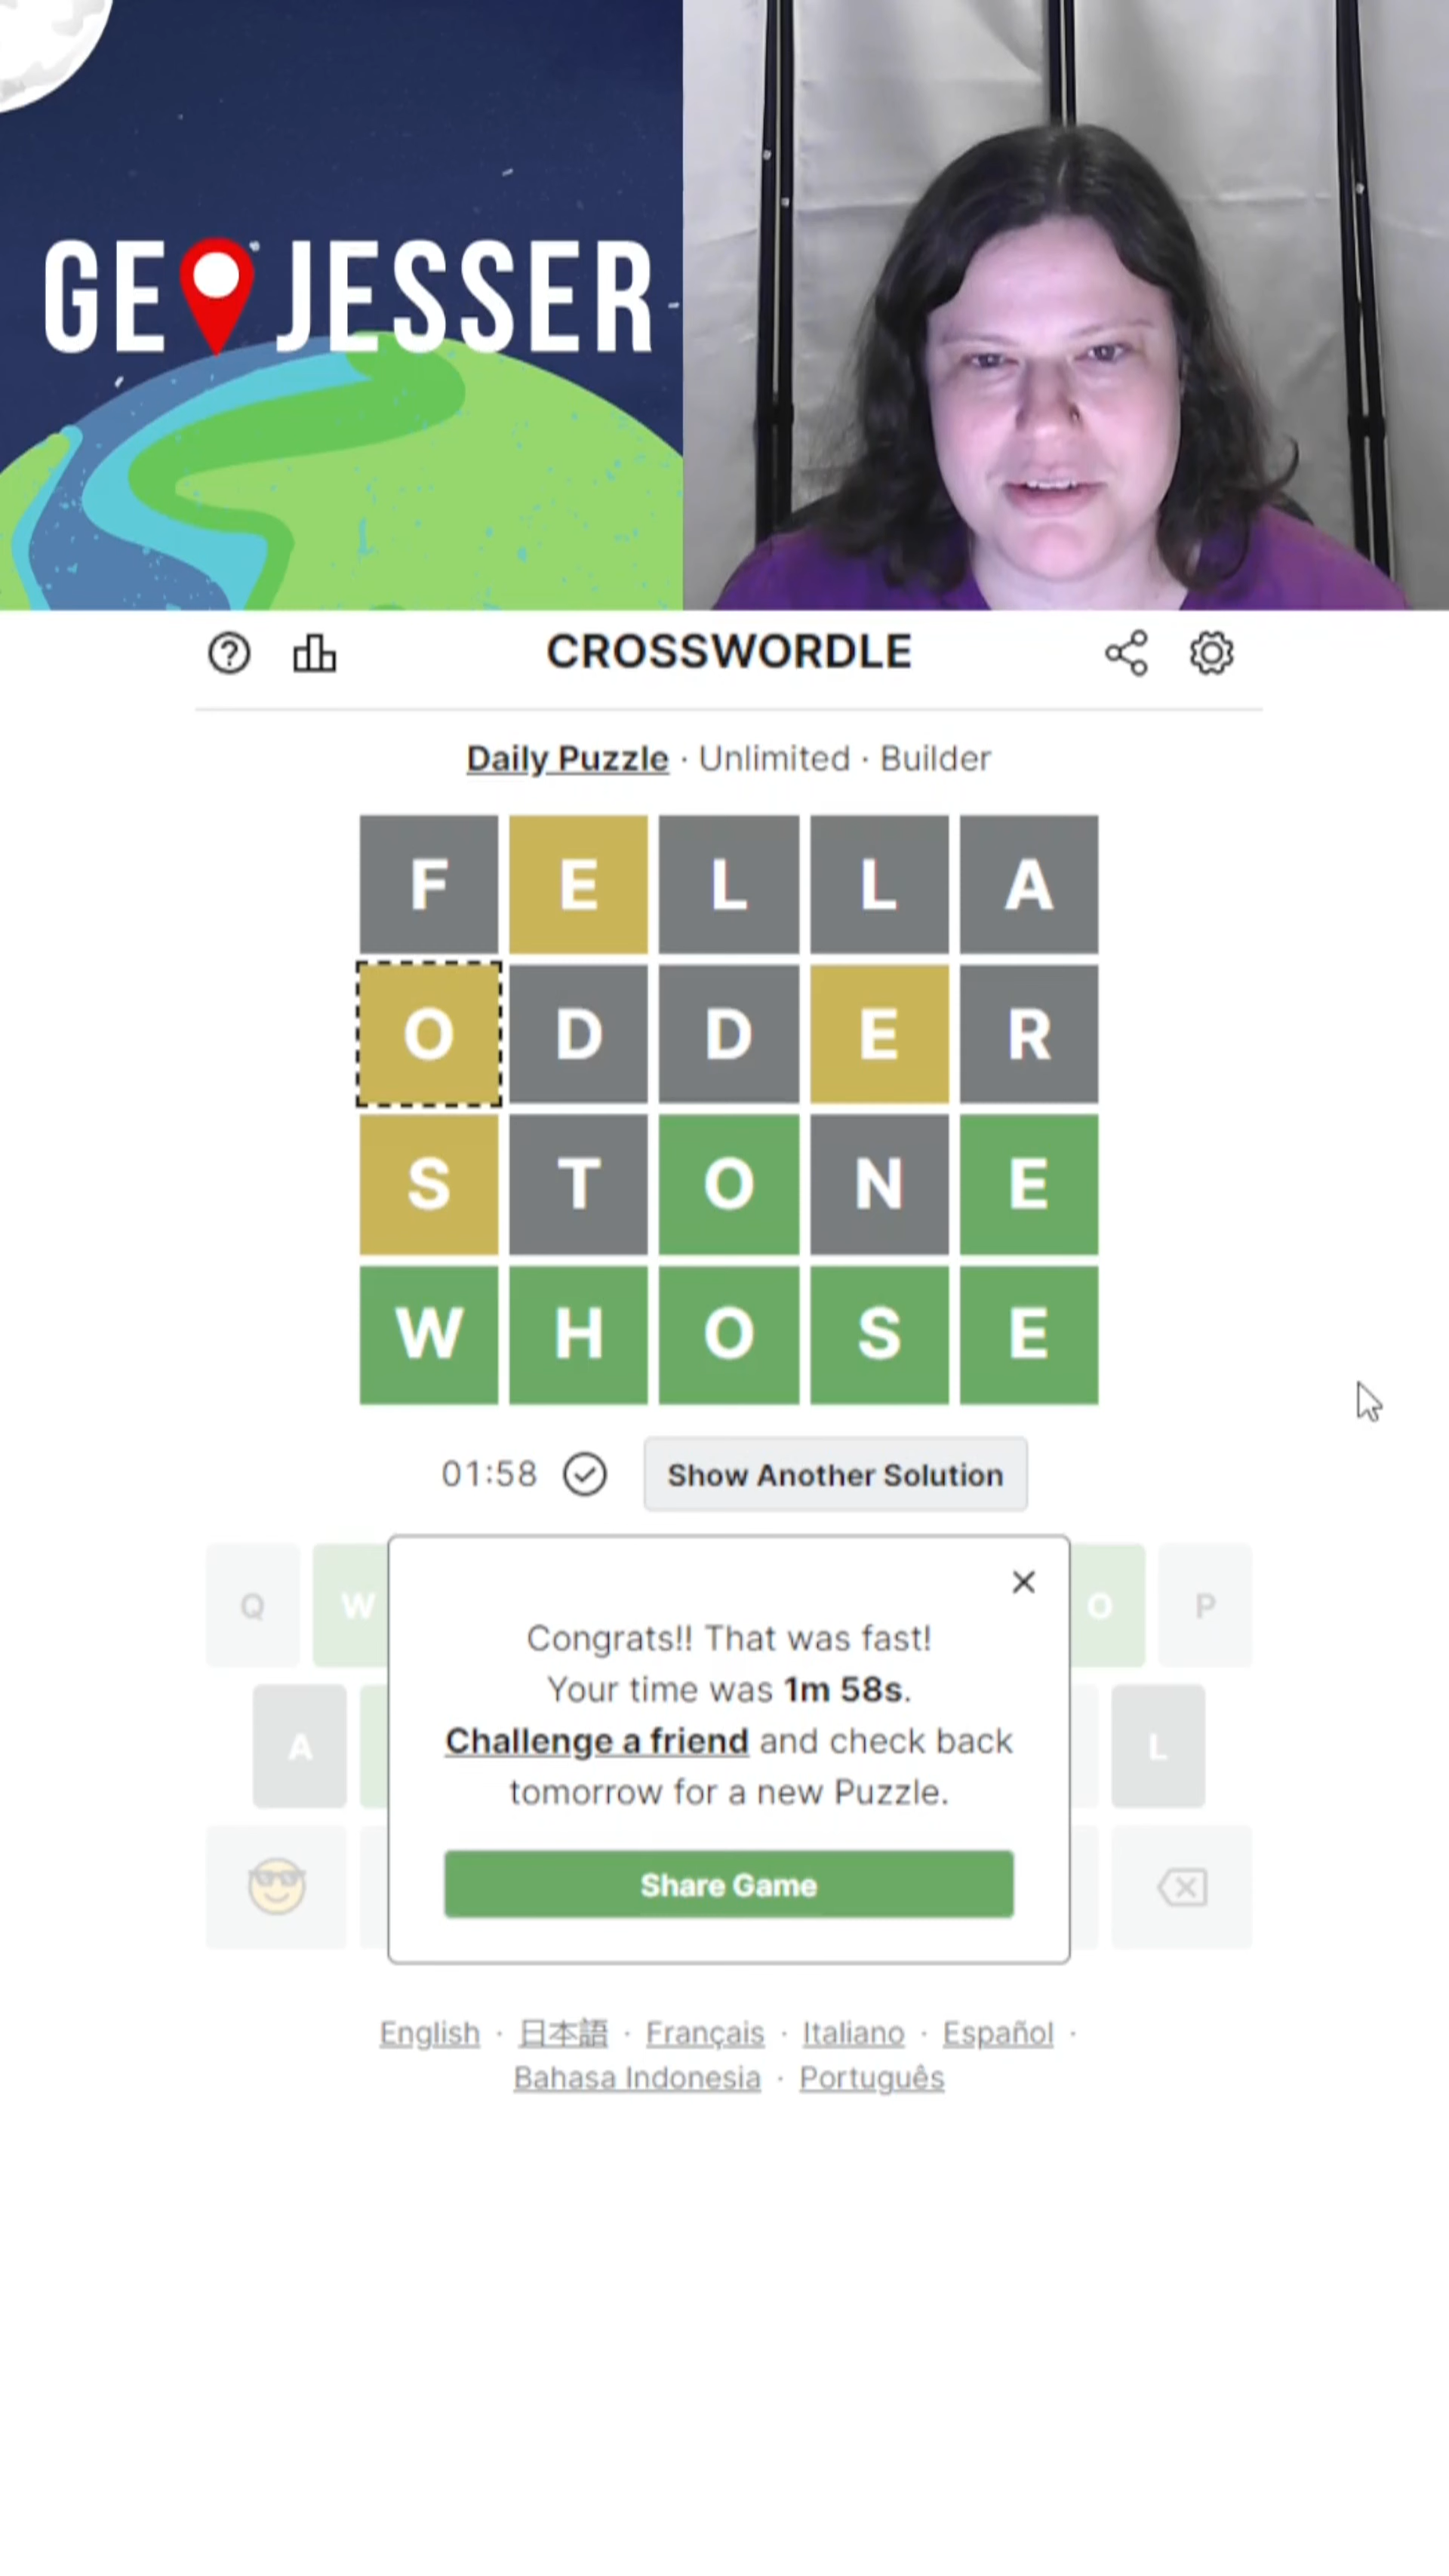 GEOJESSER
CROSSWORDLE
Daily Puzzle · Unlimited · Builder
F E L L A
O D D E R
S T O N E
W H O S E
01:58 Show Another Solution
Q W O P
A L
Congrats!! That was fast!
Your time was 1m 58s.
Challenge a friend and check back
tomorrow for a new Puzzle.
Share Game
English · 日本語 · Français · Italiano · Español ·
Bahasa Indonesia · Português